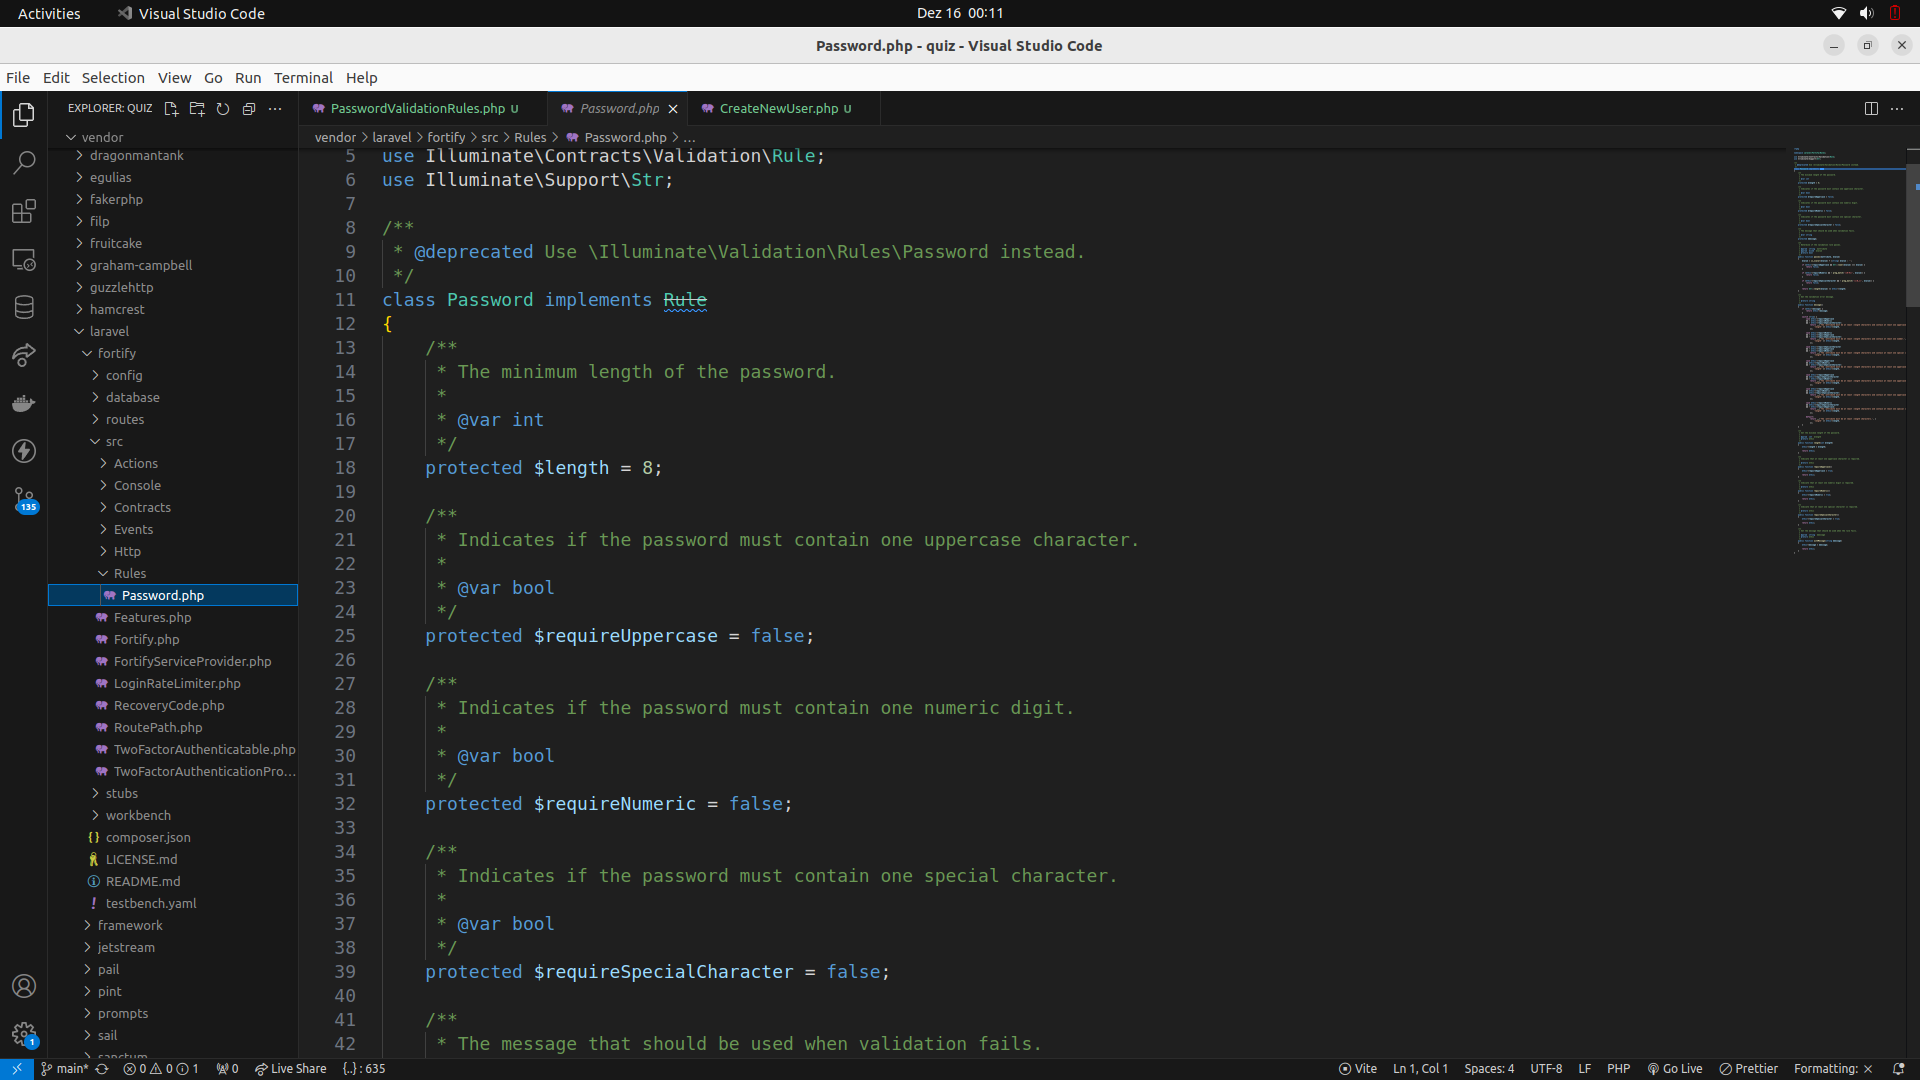 Activities
Visual Studio Code
Dez 16 00:11
Password.php - quiz - Visual Studio Code
File Edit Selection View Go Run Terminal Help
EXPLORER: QUIZ
vendor
dragonmantank
egulias
fakerphp
filp
fruitcake
graham-campbell
guzzlehttp
hamcrest
laravel
fortify
config
database
routes
src
Actions
Console
Contracts
Events
Http
Rules
Password.php
Features.php
Fortify.php
FortifyServiceProvider.php
LoginRateLimiter.php
RecoveryCode.php
RoutePath.php
TwoFactorAuthenticatable.php
TwoFactorAuthenticationPro...
stubs
workbench
composer.json
LICENSE.md
README.md
testbench.yaml
framework
jetstream
pail
pint
prompts
sail
sanctum
135
1
PasswordValidationRules.php U
Password.php
CreateNewUser.php U
vendor > laravel > fortify > src > Rules > Password.php > ...
5 use Illuminate\Contracts\Validation\Rule;
6 use Illuminate\Support\Str;
7
8 /**
9 * @deprecated Use \Illuminate\Validation\Rules\Password instead.
10 */
11 class Password implements Rule
12 {
13 /**
14 * The minimum length of the password.
15 *
16 * @var int
17 */
18 protected $length = 8;
19
20 /**
21 * Indicates if the password must contain one uppercase character.
22 *
23 * @var bool
24 */
25 protected $requireUppercase = false;
26
27 /**
28 * Indicates if the password must contain one numeric digit.
29 *
30 * @var bool
31 */
32 protected $requireNumeric = false;
33
34 /**
35 * Indicates if the password must contain one special character.
36 *
37 * @var bool
38 */
39 protected $requireSpecialCharacter = false;
40
41 /**
42 * The message that should be used when validation fails.
main* 0 0 1 0 Live Share {..} : 635
Vite Ln 1, Col 1 Spaces: 4 UTF-8 LF PHP Go Live Prettier Formatting: ×